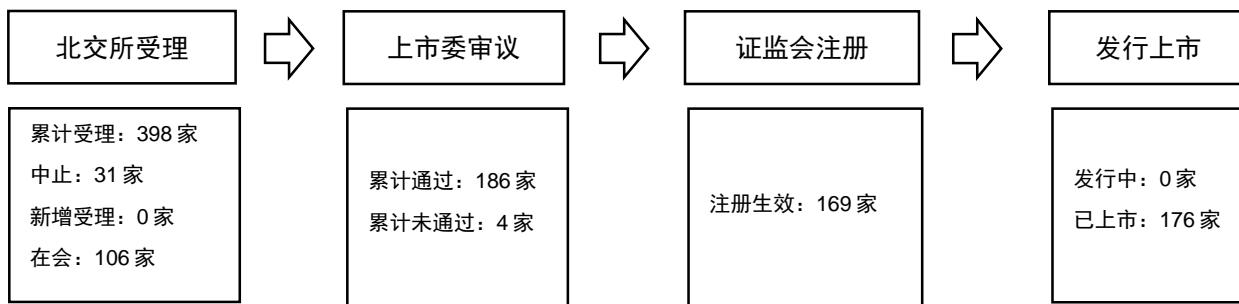 北交所受理
上市委审议
证监会注册
发行上市
累计受理：398 家
中止：31 家
新增受理：0 家
在会：106 家
累计通过：186 家
累计未通过：4 家
注册生效：169 家
发行中：0 家
已上市：176 家